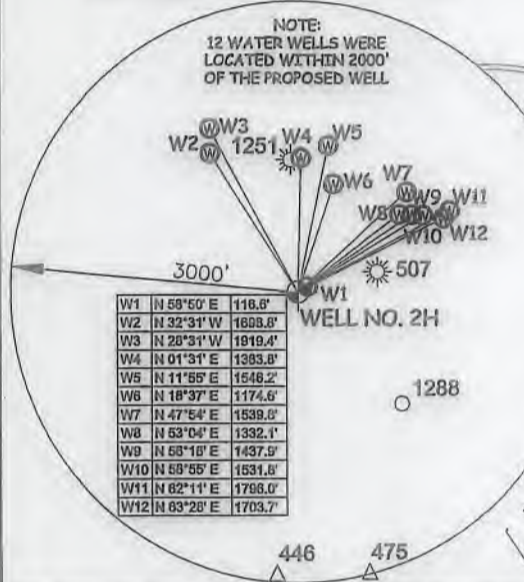 NOTE:
12 WATER WELLS WERE
LOCATED WITHIN 2000'
OF THE PROPOSED WELL
W3
W2
1251
W4
W5
W6
W7
W8
W9
W10
W11
W12
507
3000'
W1
WELL NO. 2H
W1 N 58°50' E 116.6'
W2 N 32°31' W 1698.8'
W3 N 28°31' W 1919.4'
W4 N 01°31' E 1383.8'
W5 N 11°55' E 1548.2'
W6 N 18°37' E 1174.6'
W7 N 47°54' E 1539.8'
W8 N 53°04' E 1332.1'
W9 N 56°18' E 1437.9'
W10 N 58°55' E 1531.8'
W11 N 62°11' E 1798.0'
W12 N 63°28' E 1703.7'
1288
446
475